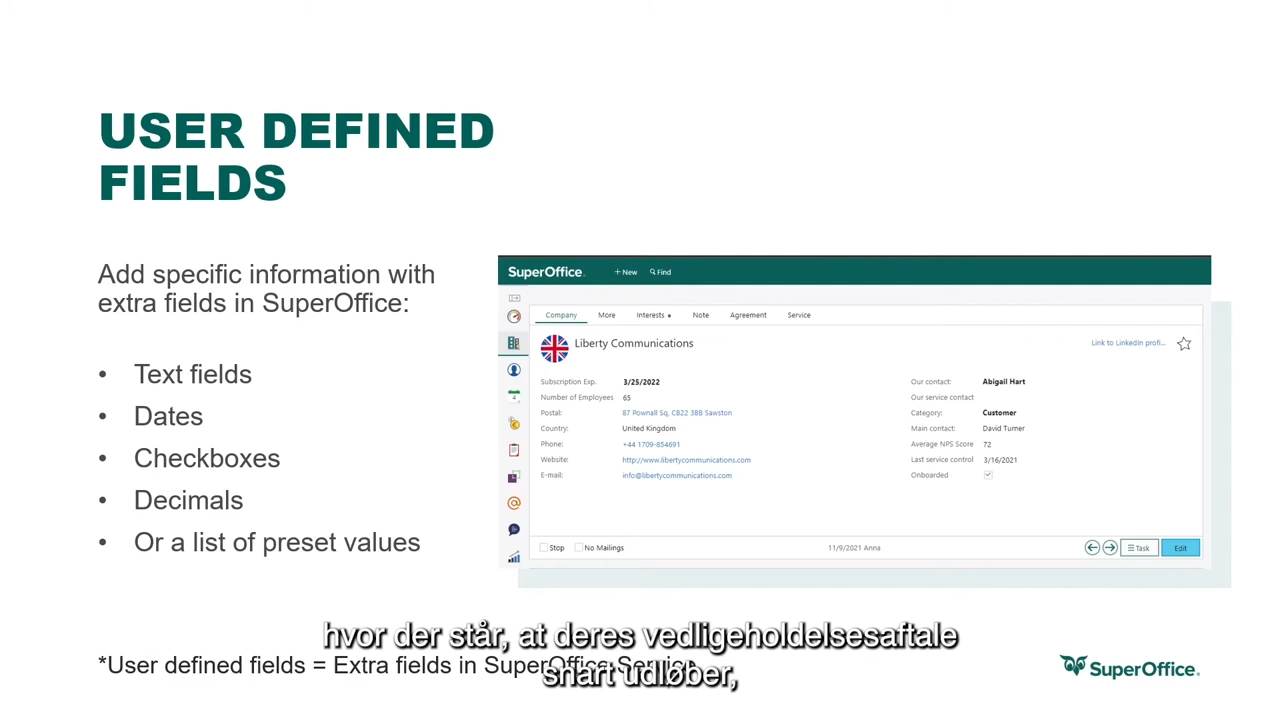 USER DEFINED
FIELDS
Add specific information with
extra fields in SuperOffice:
• Text fields
• Dates
• Checkboxes
• Decimals
• Or a list of preset values
SuperOffice.
+ New
Find
Company
More
Interests
Note
Agreement
Service
Liberty Communications
Link to LinkedIn profi...
Subscription Exp.
3/25/2022
Number of Employees
65
Postal:
87 Pownall Sq, CB22 3BB Sawston
Country:
United Kingdom
Phone:
+44 1709-854691
Website:
http://www.libertycommunications.com
E-mail:
info@libertycommunications.com
Our contact:
Abigail Hart
Our service contact
Category:
Customer
Main contact:
David Turner
Average NPS Score
72
Last service control
3/16/2021
Onboarded
Stop
No Mailings
11/9/2021 Anna
Task
Edit
hvor der står, at deres vedligeholdelsesaftale
snart udløber,
*User defined fields = Extra fields in SuperOffice Service
SuperOffice.